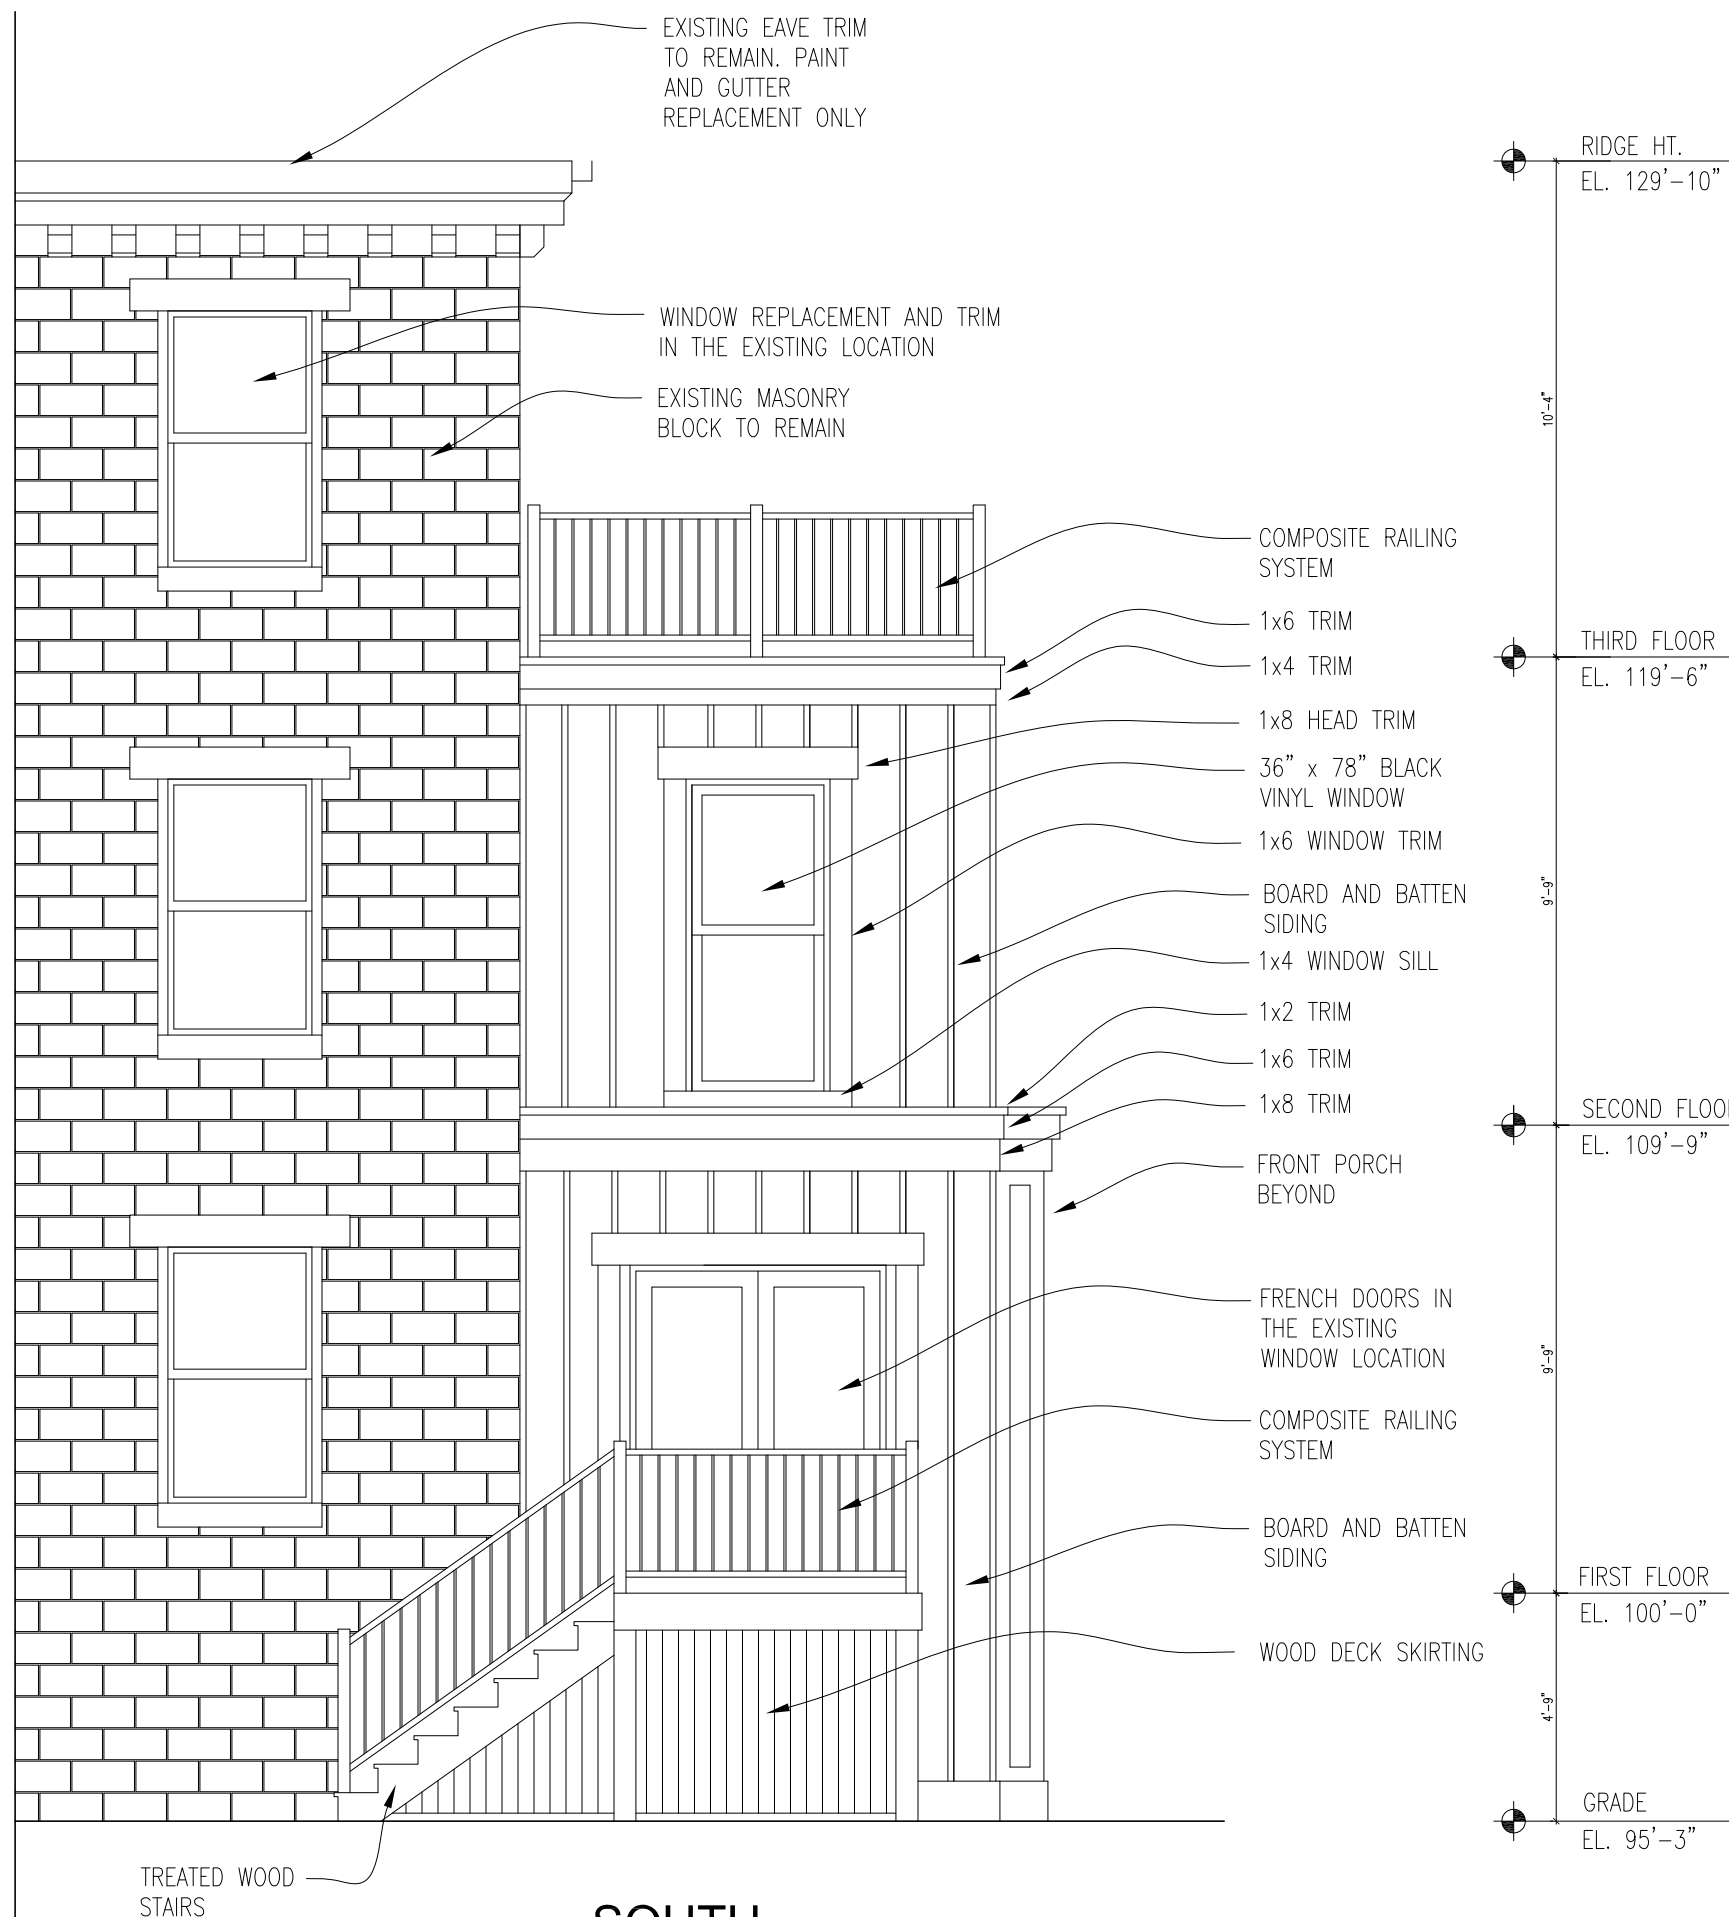 EXISTING EAVE TRIM
TO REMAIN. PAINT
AND GUTTER
REPLACEMENT ONLY
RIDGE HT.
EL. 129'-10"
WINDOW REPLACEMENT AND TRIM
IN THE EXISTING LOCATION
EXISTING MASONRY
BLOCK TO REMAIN
10'-4"
COMPOSITE RAILING
SYSTEM
1x6 TRIM
1x4 TRIM
THIRD FLOOR
EL. 119'-6"
1x8 HEAD TRIM
36" x 78" BLACK
VINYL WINDOW
1x6 WINDOW TRIM
BOARD AND BATTEN
SIDING
9'-9"
1x4 WINDOW SILL
1x2 TRIM
1x6 TRIM
1x8 TRIM
SECOND FLOOR
EL. 109'-9"
FRONT PORCH
BEYOND
FRENCH DOORS IN
THE EXISTING
WINDOW LOCATION
9'-9"
COMPOSITE RAILING
SYSTEM
BOARD AND BATTEN
SIDING
FIRST FLOOR
EL. 100'-0"
WOOD DECK SKIRTING
4'-9"
GRADE
EL. 95'-3"
TREATED WOOD
STAIRS
SOUTH